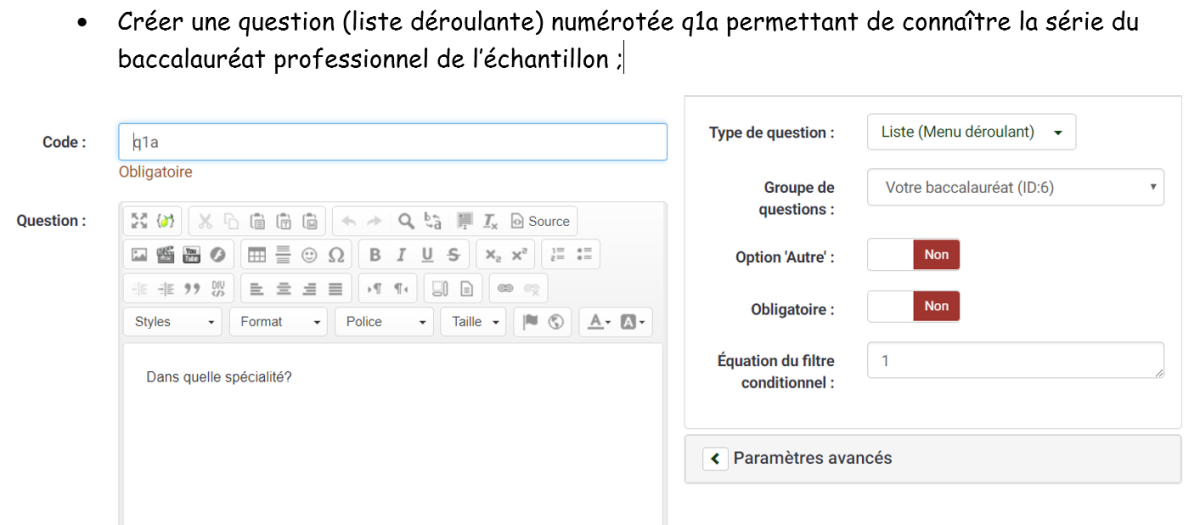 • Créer une question (liste déroulante) numérotée q1a permettant de connaître la série du
baccalauréat professionnel de l'échantillon ;
Code :
q1a
Obligatoire
Question :
Source
B I U S x₂ x²
Styles Format Police Taille A A
Dans quelle spécialité?
Type de question : Liste (Menu déroulant)
Groupe de
questions :
Votre baccalauréat (ID:6)
Option 'Autre' : Non
Obligatoire : Non
Équation du filtre
conditionnel :
1
Paramètres avancés